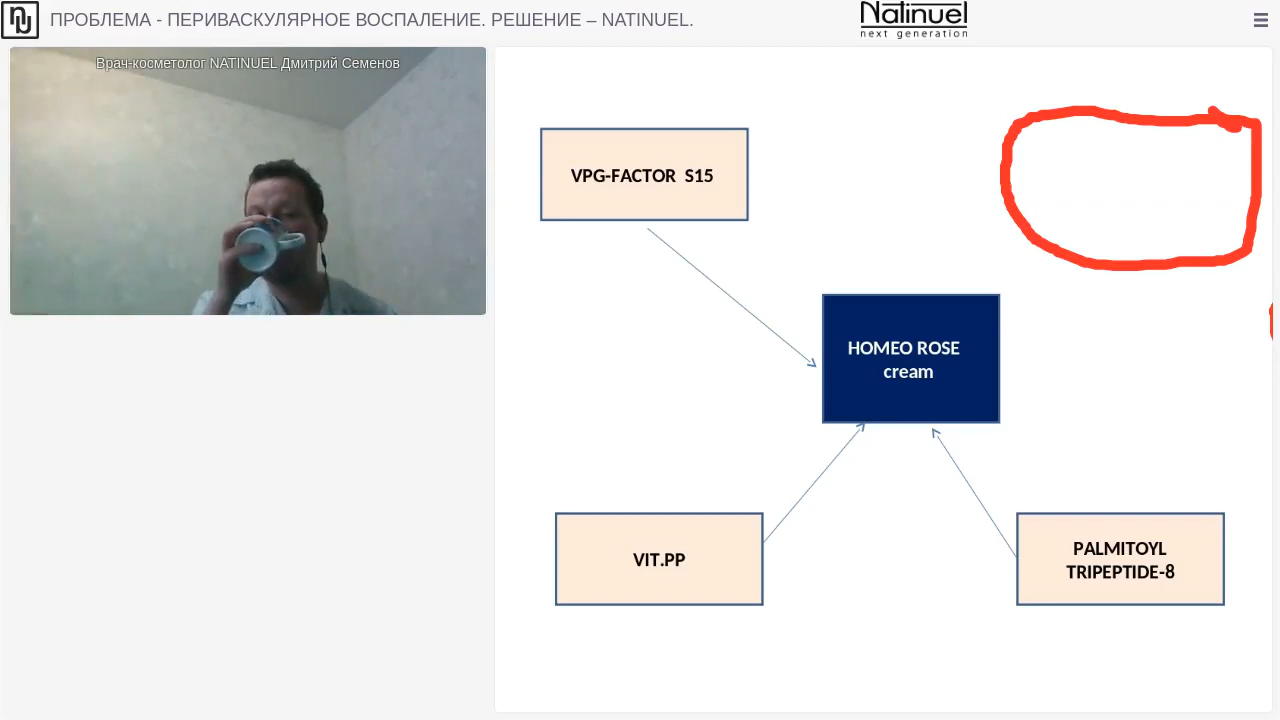 ПРОБЛЕМА - ПЕРИВАСКУЛЯРНОЕ ВОСПАЛЕНИЕ. РЕШЕНИЕ – NATINUEL.
Natinuel
next generation
Врач-косметолог NATINUEL Дмитрий Семенов
VPG-FACTOR S15
HOMEO ROSE
cream
VIT.PP
PALMITOYL
TRIPEPTIDE-8